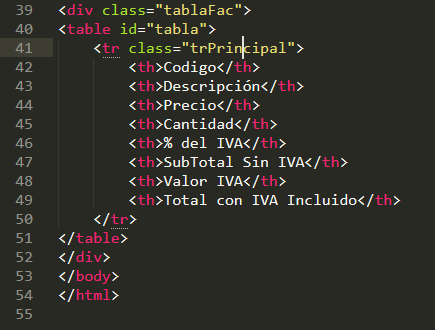 39 <div class="tablaFac">
40 <table id="tabla">
41     <tr class="trPrincipal">
42         <th>Codigo</th>
43         <th>Descripción</th>
44         <th>Precio</th>
45         <th>Cantidad</th>
46         <th>% del IVA</th>
47         <th>SubTotal Sin IVA</th>
48         <th>Valor IVA</th>
49         <th>Total con IVA Incluido</th>
50     </tr>
51 </table>
52 </div>
53 </body>
54 </html>
55